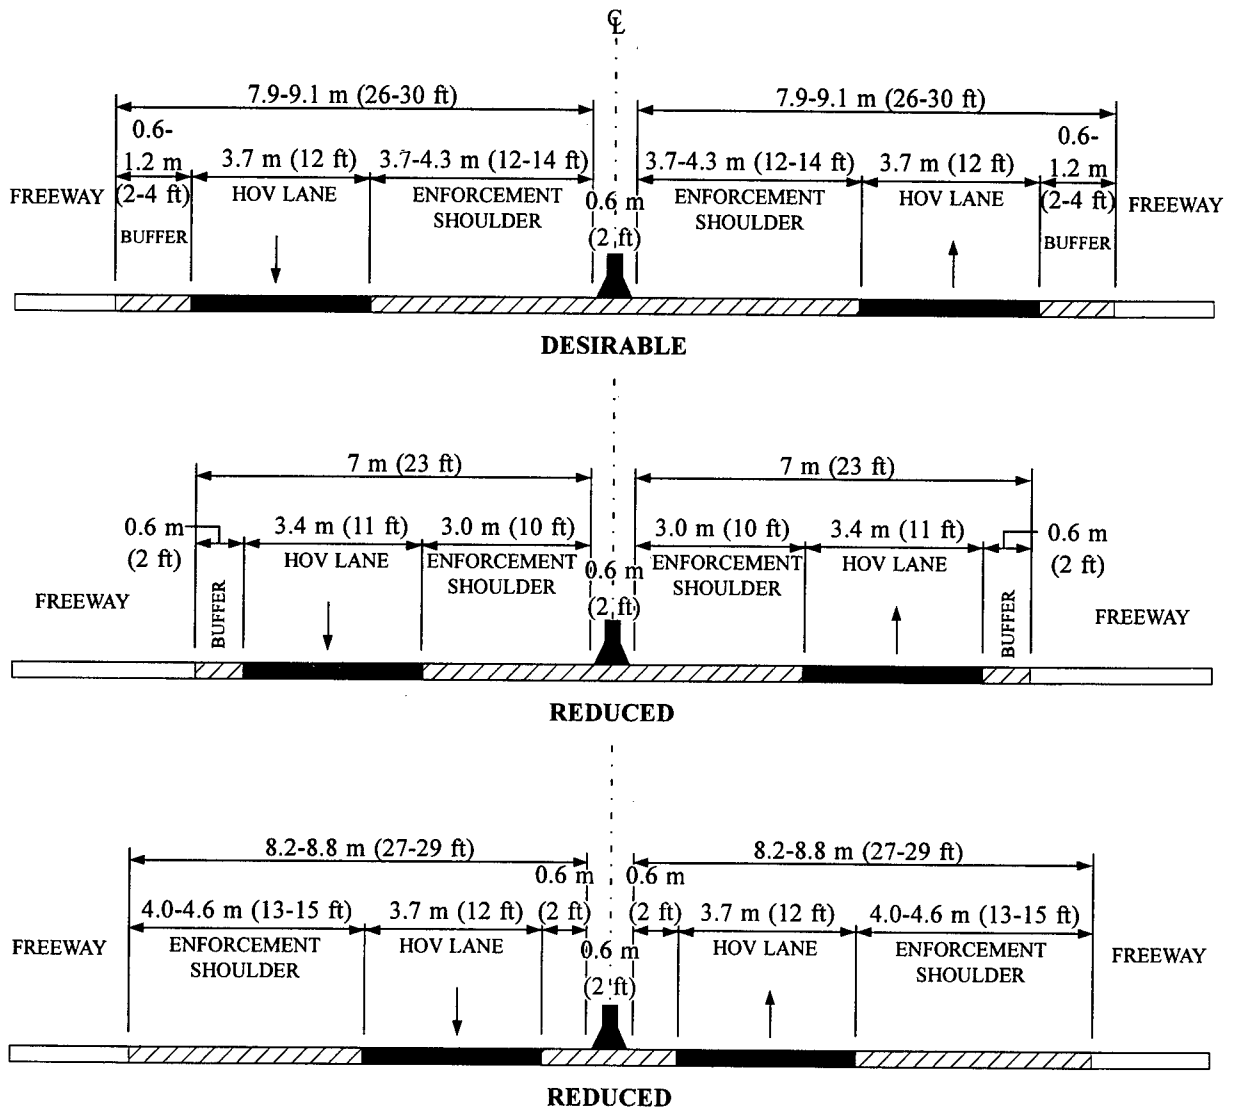 ℄
7.9-9.1 m (26-30 ft)
7.9-9.1 m (26-30 ft)
0.6-
1.2 m
(2-4 ft)
BUFFER
3.7 m (12 ft)
HOV LANE
3.7-4.3 m (12-14 ft)
ENFORCEMENT
SHOULDER
0.6 m
(2 ft)
3.7-4.3 m (12-14 ft)
ENFORCEMENT
SHOULDER
3.7 m (12 ft)
HOV LANE
0.6-
1.2 m
(2-4 ft)
BUFFER
FREEWAY
FREEWAY
DESIRABLE
7 m (23 ft)
7 m (23 ft)
0.6 m
(2 ft)
BUFFER
3.4 m (11 ft)
HOV LANE
3.0 m (10 ft)
ENFORCEMENT
SHOULDER
0.6 m
(2 ft)
3.0 m (10 ft)
ENFORCEMENT
SHOULDER
3.4 m (11 ft)
HOV LANE
0.6 m
(2 ft)
BUFFER
FREEWAY
FREEWAY
REDUCED
8.2-8.8 m (27-29 ft)
8.2-8.8 m (27-29 ft)
4.0-4.6 m (13-15 ft)
ENFORCEMENT
SHOULDER
3.7 m (12 ft)
HOV LANE
0.6 m
(2 ft)
0.6 m
(2 ft)
0.6 m
(2 ft)
3.7 m (12 ft)
HOV LANE
4.0-4.6 m (13-15 ft)
ENFORCEMENT
SHOULDER
FREEWAY
FREEWAY
REDUCED